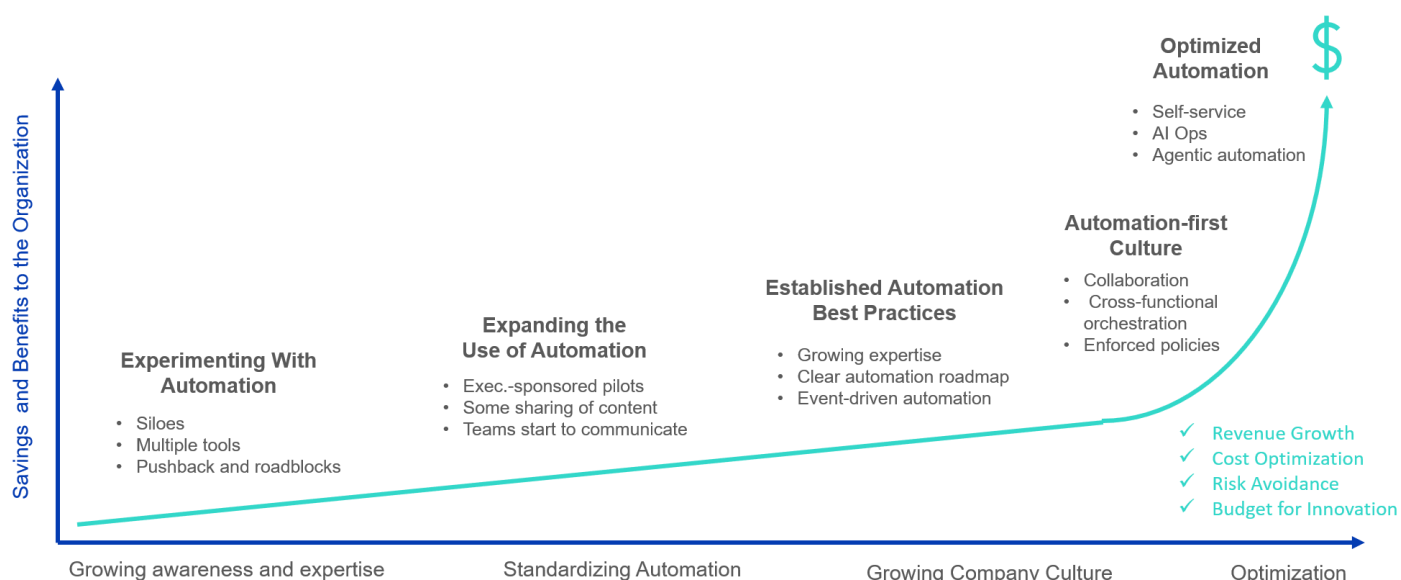 Savings and Benefits to the Organization
Experimenting With
Automation
• Siloes
• Multiple tools
• Pushback and roadblocks
Expanding the
Use of Automation
• Exec.-sponsored pilots
• Some sharing of content
• Teams start to communicate
Established Automation
Best Practices
• Growing expertise
• Clear automation roadmap
• Event-driven automation
Automation-first
Culture
• Collaboration
• Cross-functional
orchestration
• Enforced policies
Optimized
Automation
• Self-service
• AI Ops
• Agentic automation
$
✓ Revenue Growth
✓ Cost Optimization
✓ Risk Avoidance
✓ Budget for Innovation
Growing awareness and expertise
Standardizing Automation
Growing Company Culture
Optimization